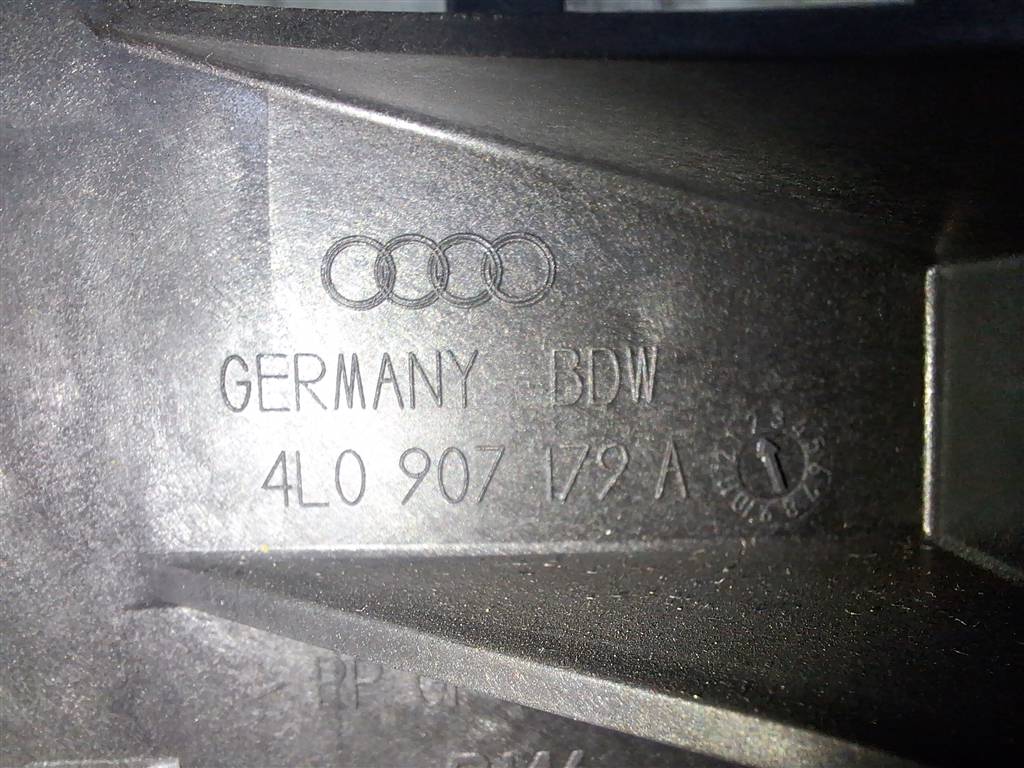 GERMANY BDW
4L0 907 179 A